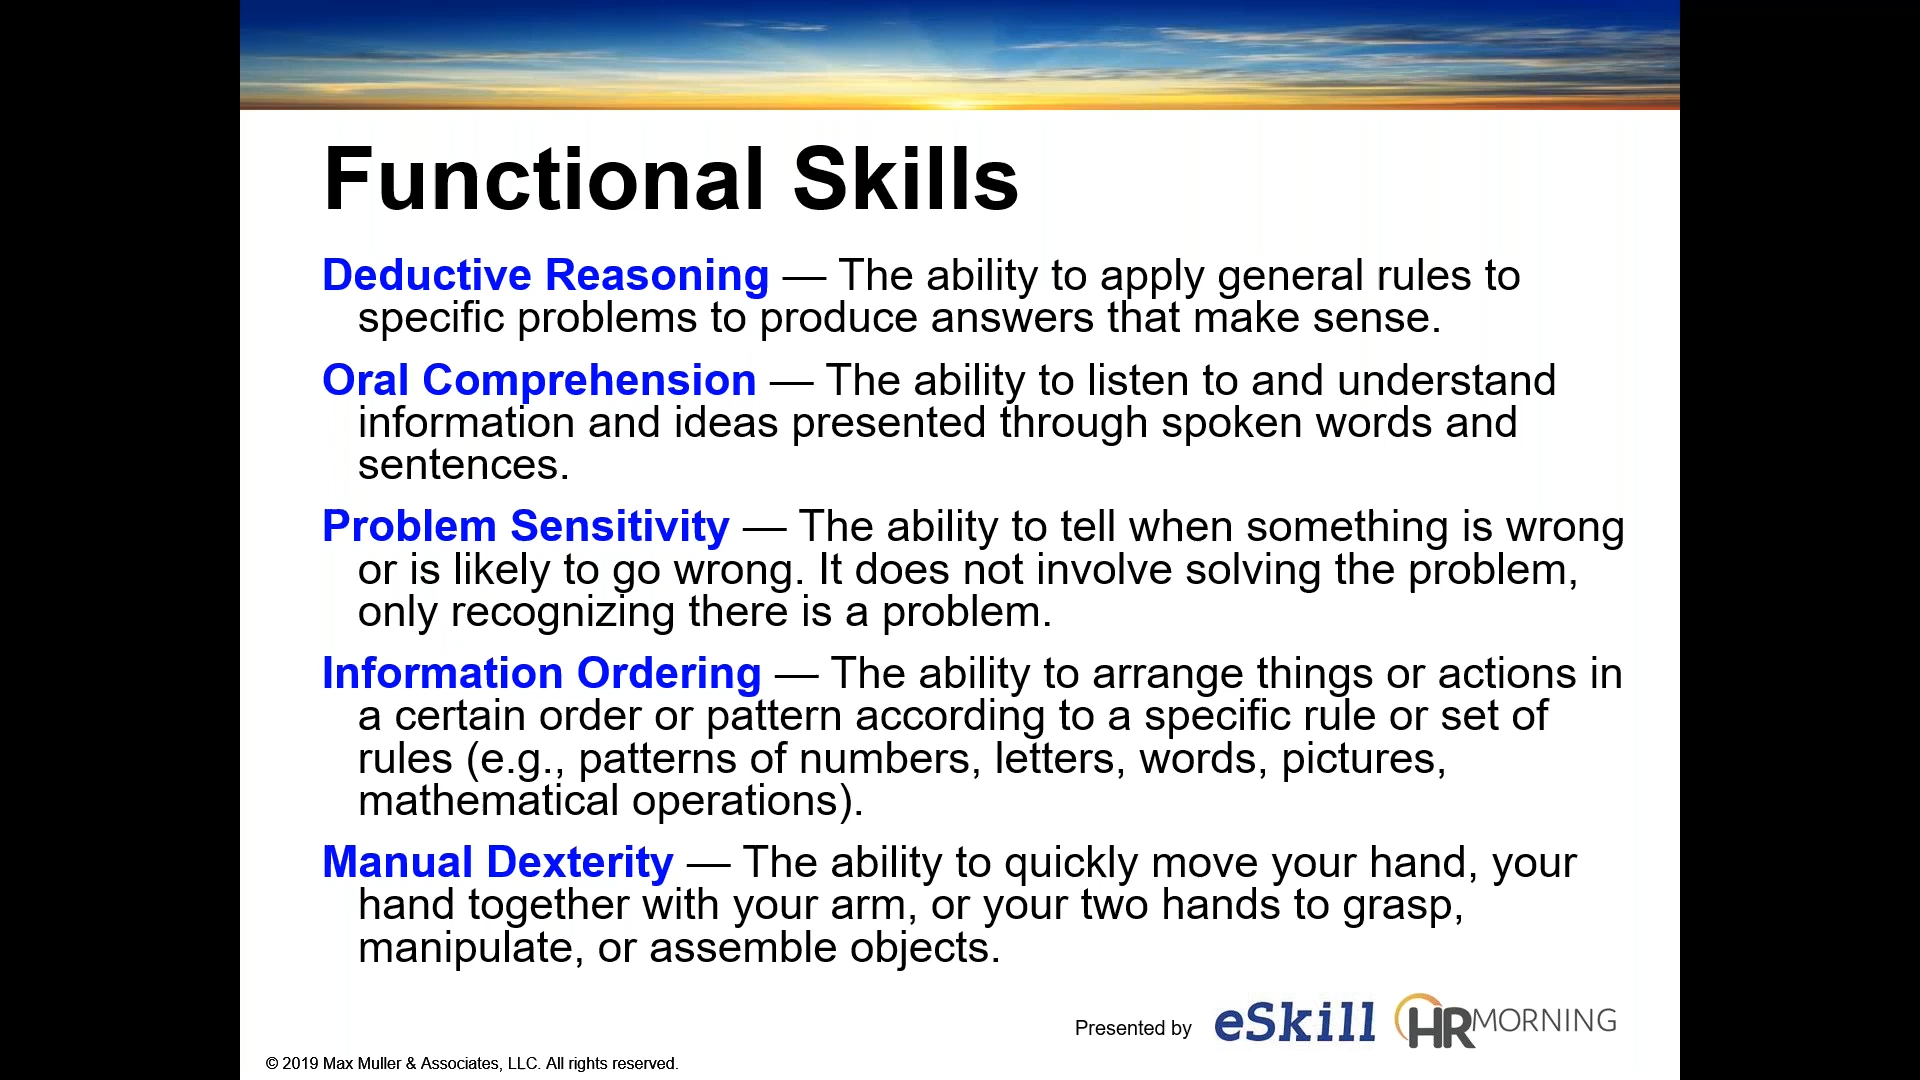 Functional Skills
Deductive Reasoning — The ability to apply general rules to
specific problems to produce answers that make sense.
Oral Comprehension — The ability to listen to and understand
information and ideas presented through spoken words and
sentences.
Problem Sensitivity — The ability to tell when something is wrong
or is likely to go wrong. It does not involve solving the problem,
only recognizing there is a problem.
Information Ordering — The ability to arrange things or actions in
a certain order or pattern according to a specific rule or set of
rules (e.g., patterns of numbers, letters, words, pictures,
mathematical operations).
Manual Dexterity — The ability to quickly move your hand, your
hand together with your arm, or your two hands to grasp,
manipulate, or assemble objects.
Presented by eSkill HRMORNING
© 2019 Max Muller & Associates, LLC. All rights reserved.